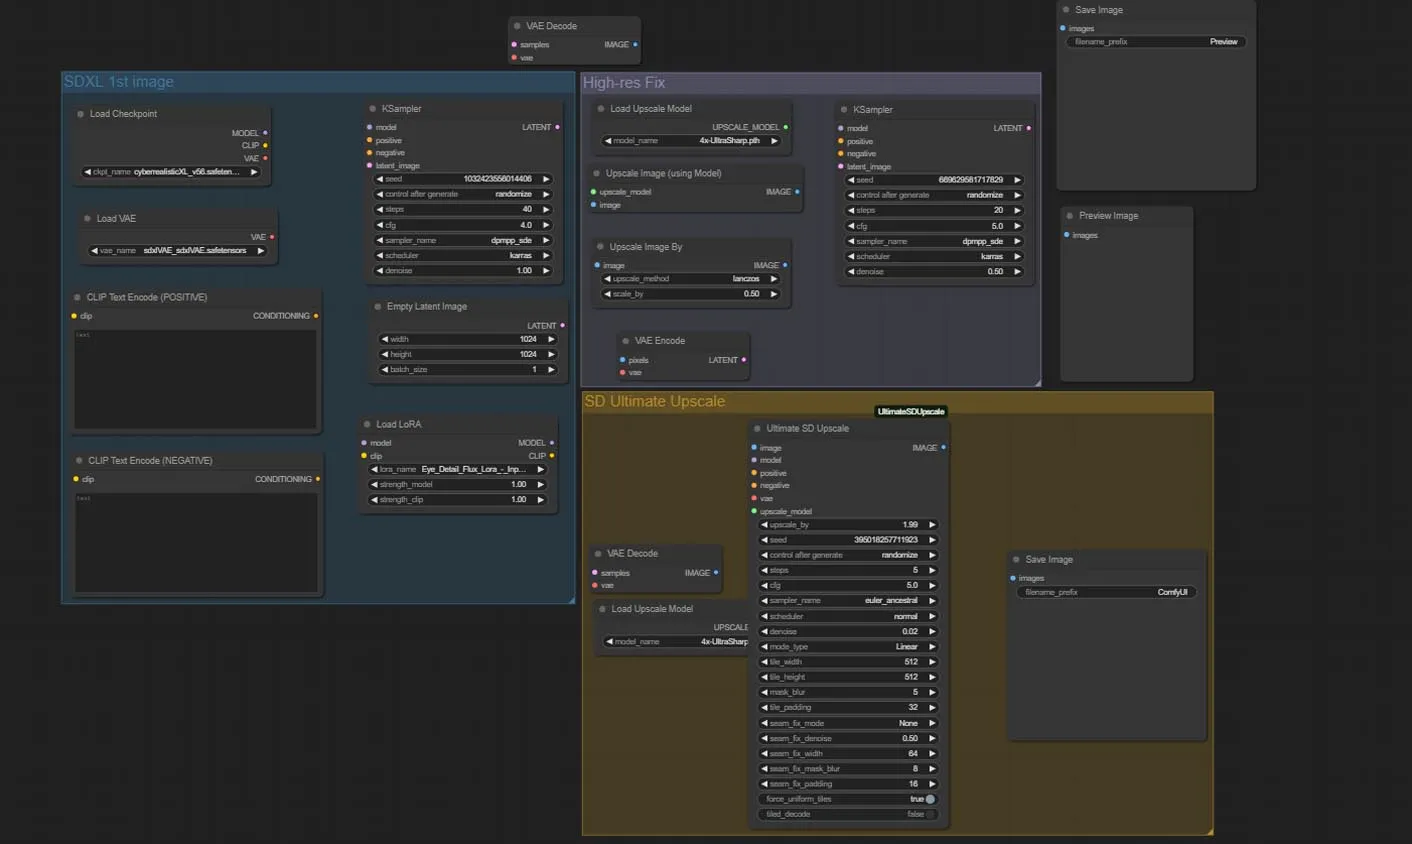 VAE Decode
samples IMAGE
vae
Save Image
images
filename_prefix Preview
Preview Image
images
SDXL 1st image
Load Checkpoint
MODEL
CLIP
VAE
ckpt_name cyberrealisticXL_v56.safeten...
Load VAE
VAE
vae_name sdxlVAE_sdxlVAE.safetensors
CLIP Text Encode (POSITIVE)
clip CONDITIONING
text
CLIP Text Encode (NEGATIVE)
clip CONDITIONING
text
KSampler
model LATENT
positive
negative
latent_image
seed 1032423556014406
control after generate randomize
steps 40
cfg 4.0
sampler_name dpmpp_sde
scheduler karras
denoise 1.00
Empty Latent Image
LATENT
width 1024
height 1024
batch_size 1
Load LoRA
model MODEL
clip CLIP
lora_name Eye_Detail_Flux_Lora_-_Inp...
strength_model 1.00
strength_clip 1.00
High-res Fix
Load Upscale Model
UPSCALE_MODEL
model_name 4x-UltraSharp.pth
Upscale Image (using Model)
upscale_model IMAGE
image
Upscale Image By
image IMAGE
upscale_method lanczos
scale_by 0.50
VAE Encode
pixels LATENT
vae
KSampler
model LATENT
positive
negative
latent_image
seed 669829581717829
control after generate randomize
steps 20
cfg 5.0
sampler_name dpmpp_sde
scheduler karras
denoise 0.50
SD Ultimate Upscale
UltimateSDUpscale
VAE Decode
samples IMAGE
vae
Load Upscale Model
UPSCALE
model_name 4x-UltraSharp
Ultimate SD Upscale
image IMAGE
model
positive
negative
vae
upscale_model
upscale_by 1.99
seed 395018257711923
control after generate randomize
steps 5
cfg 5.0
sampler_name euler_ancestral
scheduler normal
denoise 0.02
mode_type Linear
tile_width 512
tile_height 512
mask_blur 5
tile_padding 32
seam_fix_mode None
seam_fix_denoise 0.50
seam_fix_width 64
seam_fix_mask_blur 8
seam_fix_padding 16
force_uniform_tiles true
tiled_decode false
Save Image
images
filename_prefix ComfyUI